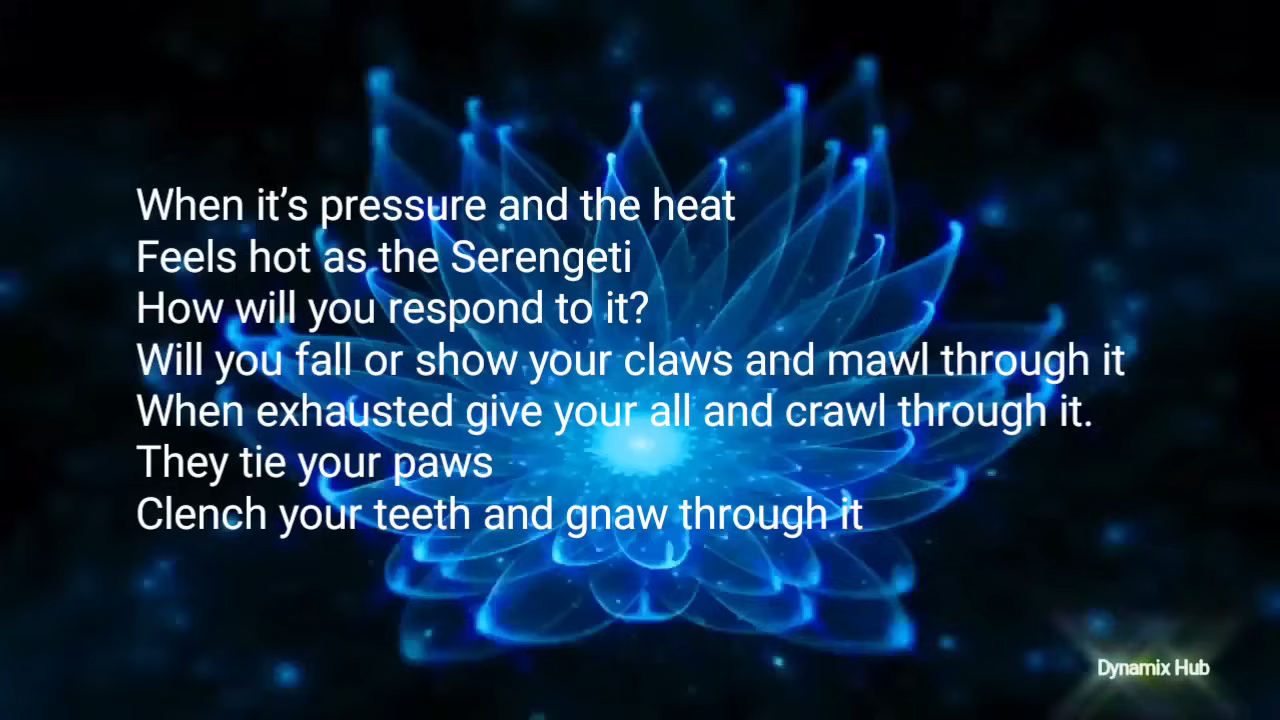 When it’s pressure and the heat
Feels hot as the Serengeti
How will you respond to it?
Will you fall or show your claws and mawl through it
When exhausted give your all and crawl through it.
They tie your paws
Clench your teeth and gnaw through it
Dynamix Hub